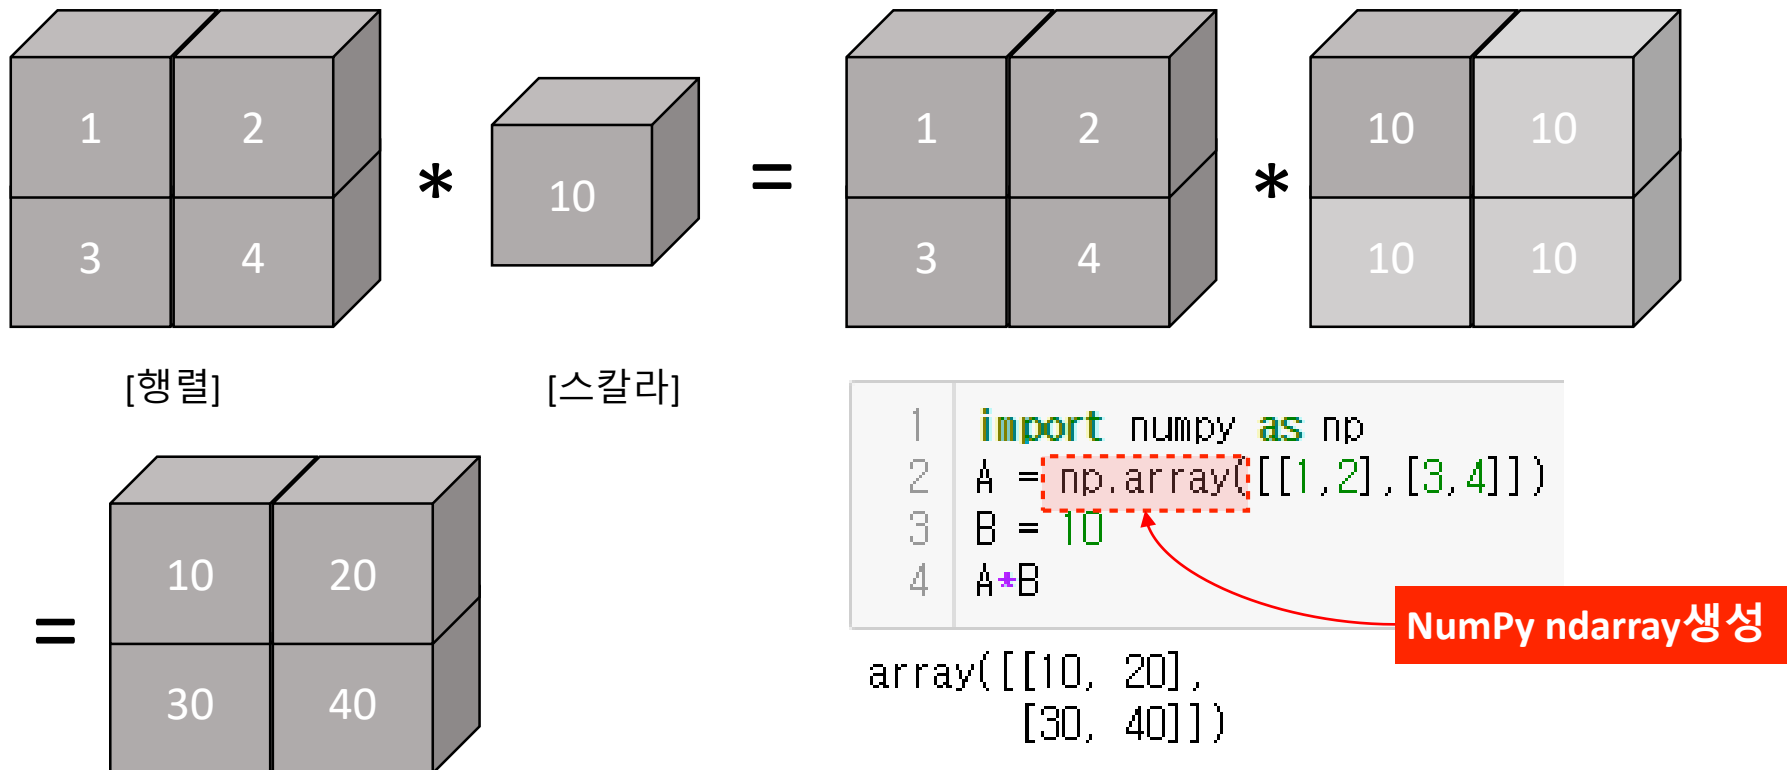 1 2 * 10 = 1 2 * 10 10
3 4 3 4 10 10
[행렬] [스칼라]
= 10 20
30 40
1 import numpy as np
2 A = np.array([[1,2],[3,4]])
3 B = 10
4 A*B
NumPy ndarray생성
array([[10, 20],
[30, 40]])